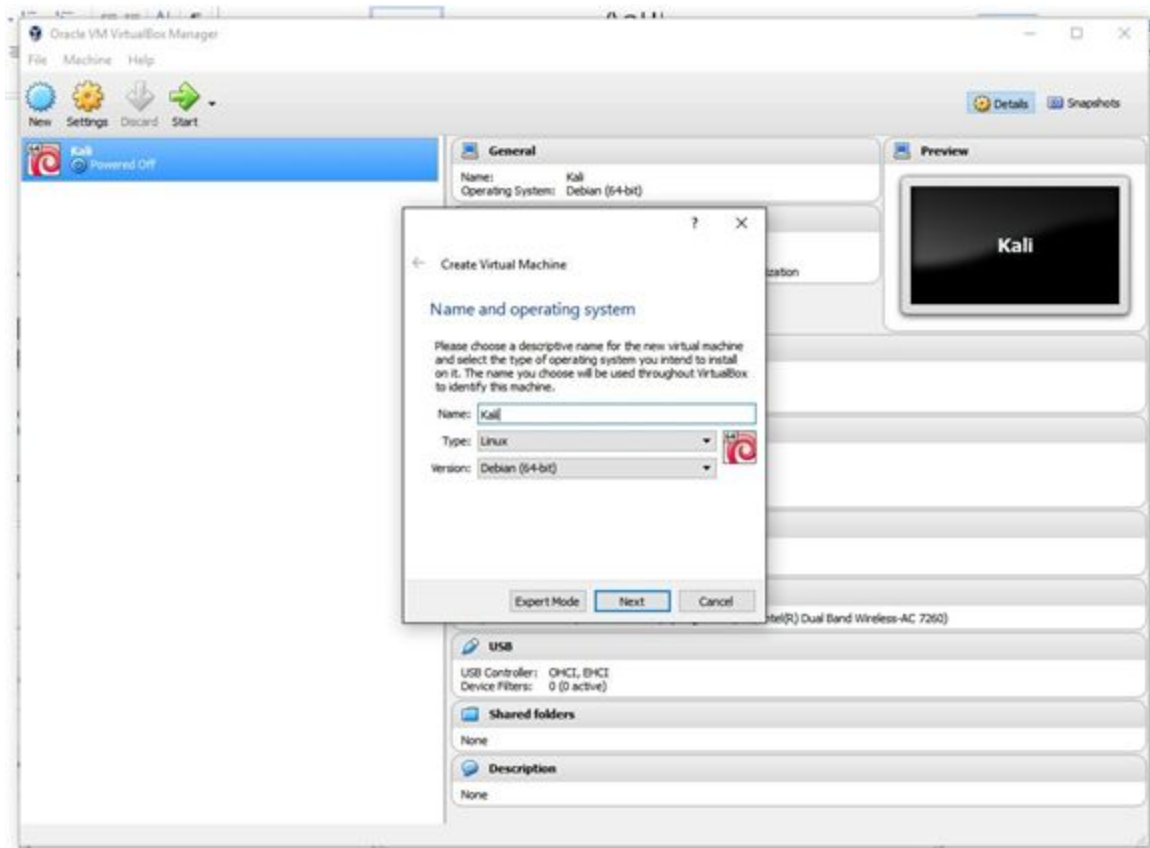 Oracle VM VirtualBox Manager
File Machine Help
New Settings Discard Start
Details Snapshots
Kali
Powered Off
General
Name: Kali
Operating System: Debian (64-bit)
Preview
Kali
Create Virtual Machine
Name and operating system
Please choose a descriptive name for the new virtual machine
and select the type of operating system you intend to install
on it. The name you choose will be used throughout VirtualBox
to identify this machine.
Name: Kali
Type: Linux
Version: Debian (64-bit)
Expert Mode Next Cancel
Dual Band Wireless-AC 7260)
USB
USB Controller: OHCI, EHCI
Device Filters: 0 (0 active)
Shared folders
None
Description
None